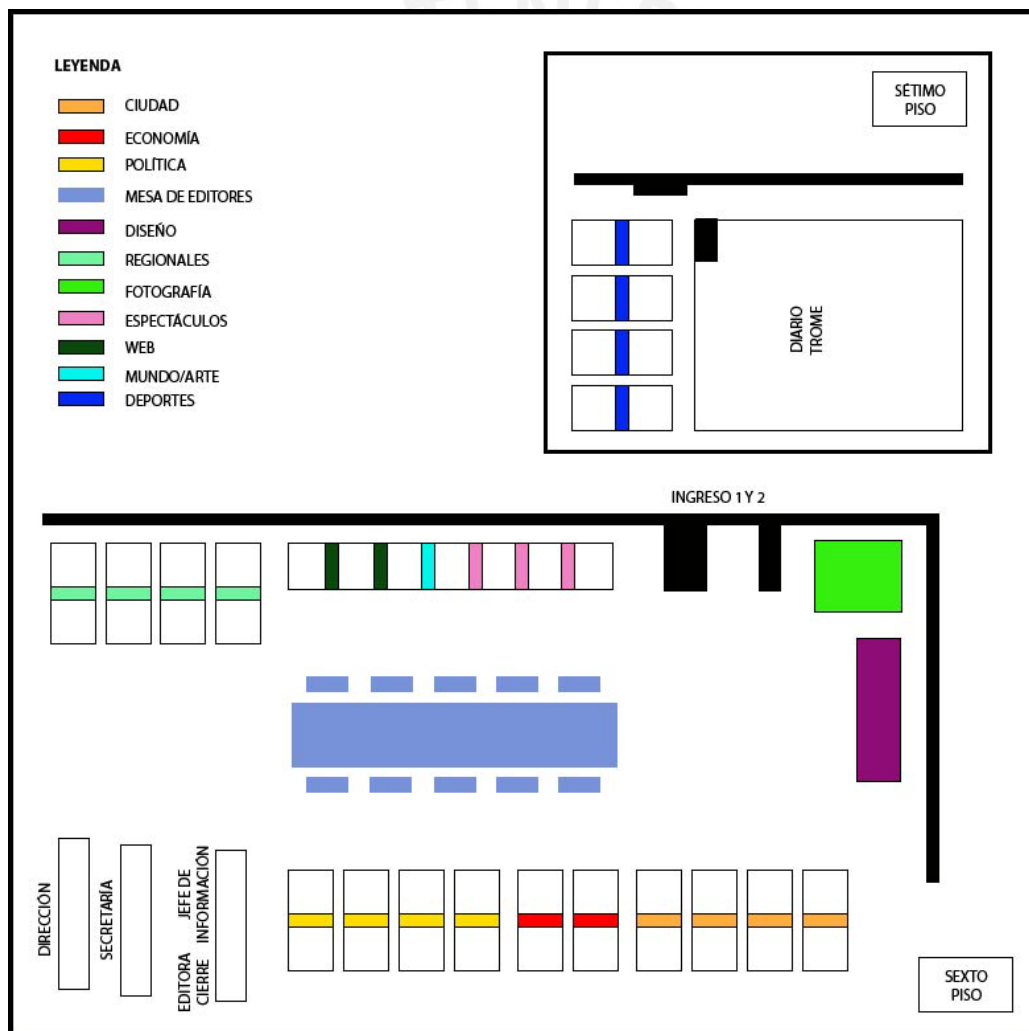 LEYENDA
CIUDAD
ECONOMÍA
POLÍTICA
MESA DE EDITORES
DISEÑO
REGIONALES
FOTOGRAFÍA
ESPECTÁCULOS
WEB
MUNDO/ARTE
DEPORTES
SÉTIMO
PISO
DIARIO
TROME
INGRESO 1 Y 2
DIRECCIÓN
SECRETARÍA
JEFE DE
INFORMACIÓN
EDITORA
CIERRE
SEXTO
PISO